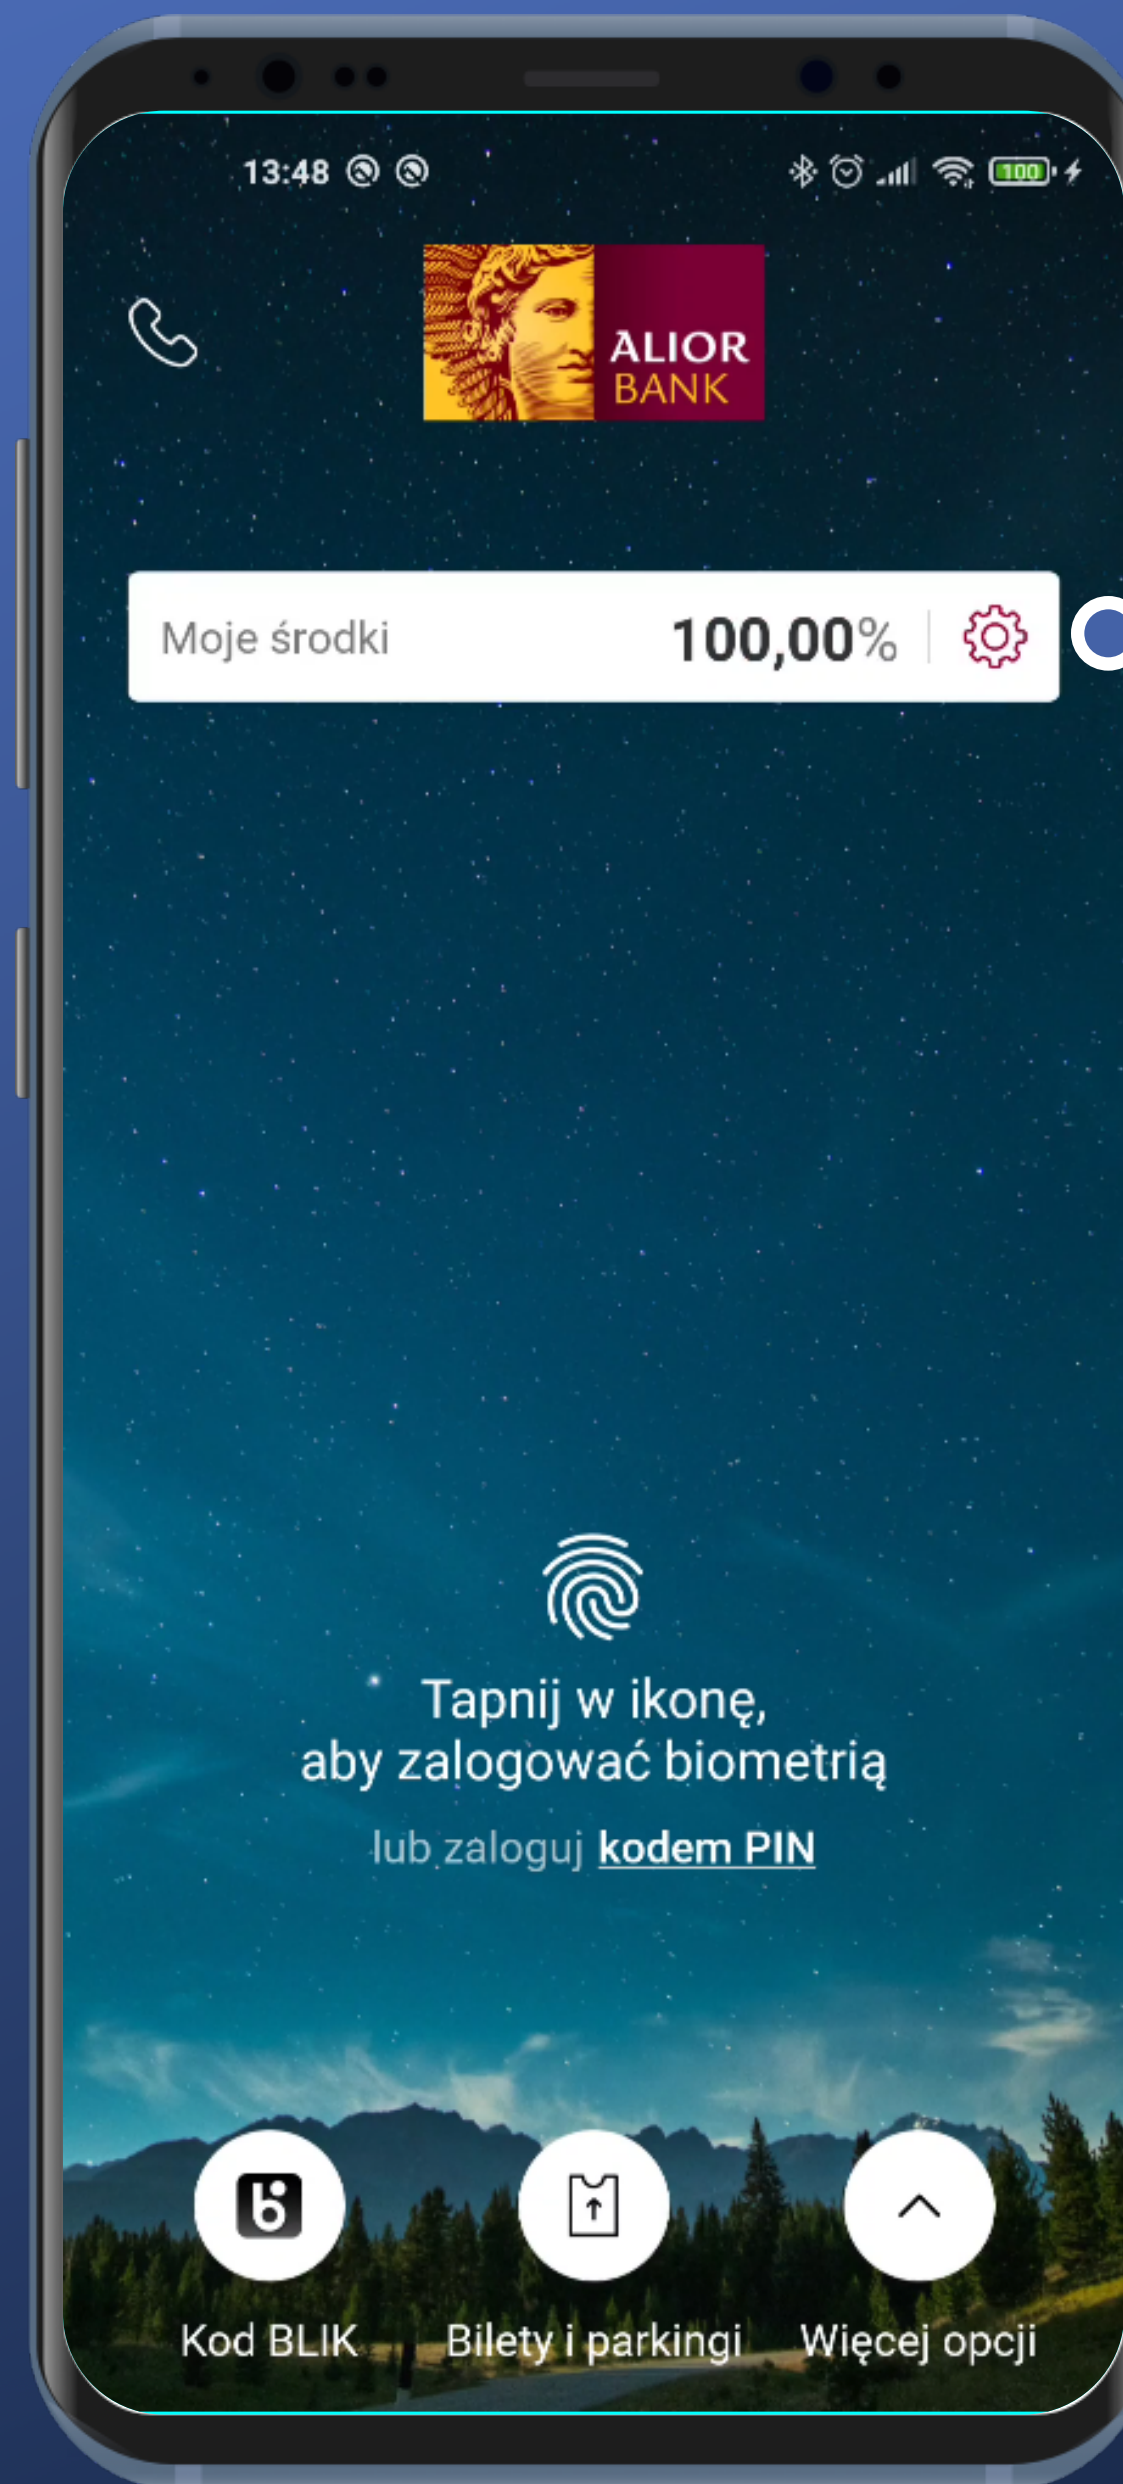 13:48
100
ALIOR
BANK
Moje środki 100,00%
Tapnij w ikonę,
aby zalogować biometrią
lub zaloguj kodem PIN
Kod BLIK Bilety i parkingi Więcej opcji